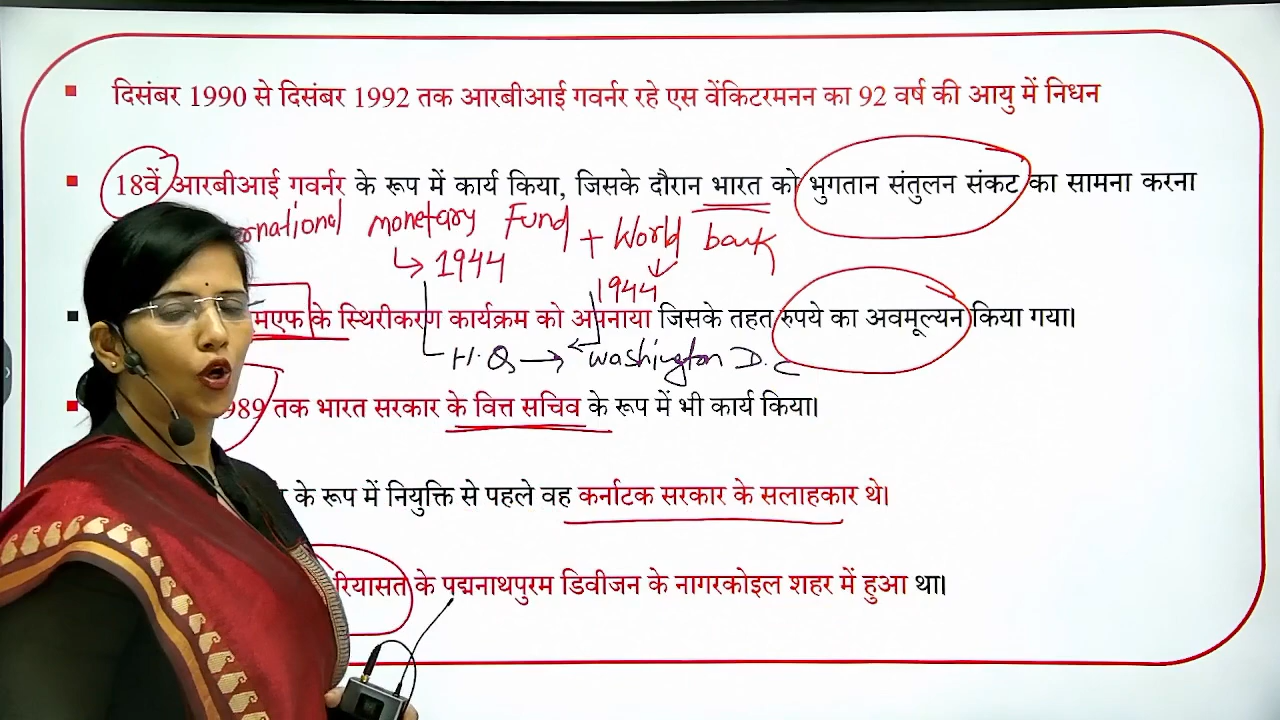 दिसंबर 1990 से दिसंबर 1992 तक आरबीआई गवर्नर रहे एस वेंकिटरमनन का 92 वर्ष की आयु में निधन
18वें आरबीआई गवर्नर के रूप में कार्य किया, जिसके दौरान भारत को भुगतान संतुलन संकट का सामना करना
ernational monetary Fund + World bank
1944
1944
मएफ के स्थिरीकरण कार्यक्रम को अपनाया जिसके तहत रुपये का अवमूल्यन किया गया।
H.Q → Washington D.C
989 तक भारत सरकार के वित्त सचिव के रूप में भी कार्य किया।
के रूप में नियुक्ति से पहले वह कर्नाटक सरकार के सलाहकार थे।
रियासत के पद्मनाथपुरम डिवीजन के नागरकोइल शहर में हुआ था।